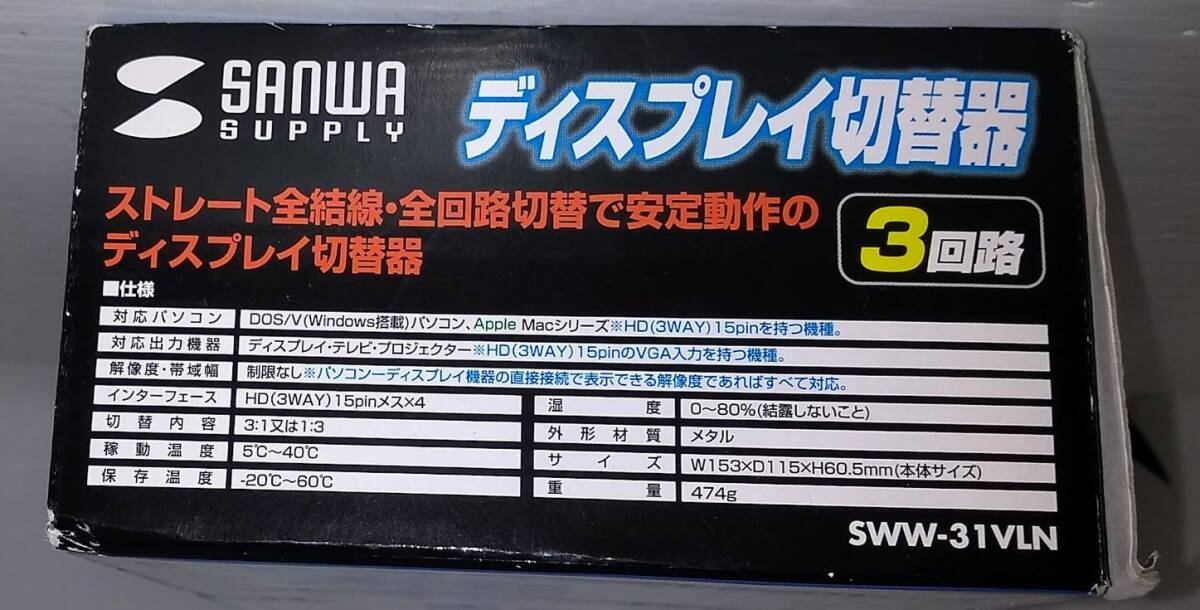 SANWA
SUPPLY
ディスプレイ切替器
ストレート全結線・全回路切替で安定動作の
ディスプレイ切替器
3回路
■仕様
対応パソコン DOS/V(Windows搭載)パソコン、Apple Macシリーズ※HD(3WAY)15pinを持つ機種。
対応出力機器 ディスプレイ・テレビ・プロジェクター※HD(3WAY)15pinのVGA入力を持つ機種。
解像度・帯域幅 制限なし※パソコンーディスプレイ機器の直接接続で表示できる解像度であればすべて対応。
インターフェース HD(3WAY)15pinメス×4
切替内容 3:1又は1:3
稼動温度 5℃〜40℃
保存温度 -20℃〜60℃
湿度 0〜80%(結露しないこと)
外形材質 メタル
サイズ W153×D115×H60.5mm(本体サイズ)
重量 474g
SWW-31VLN